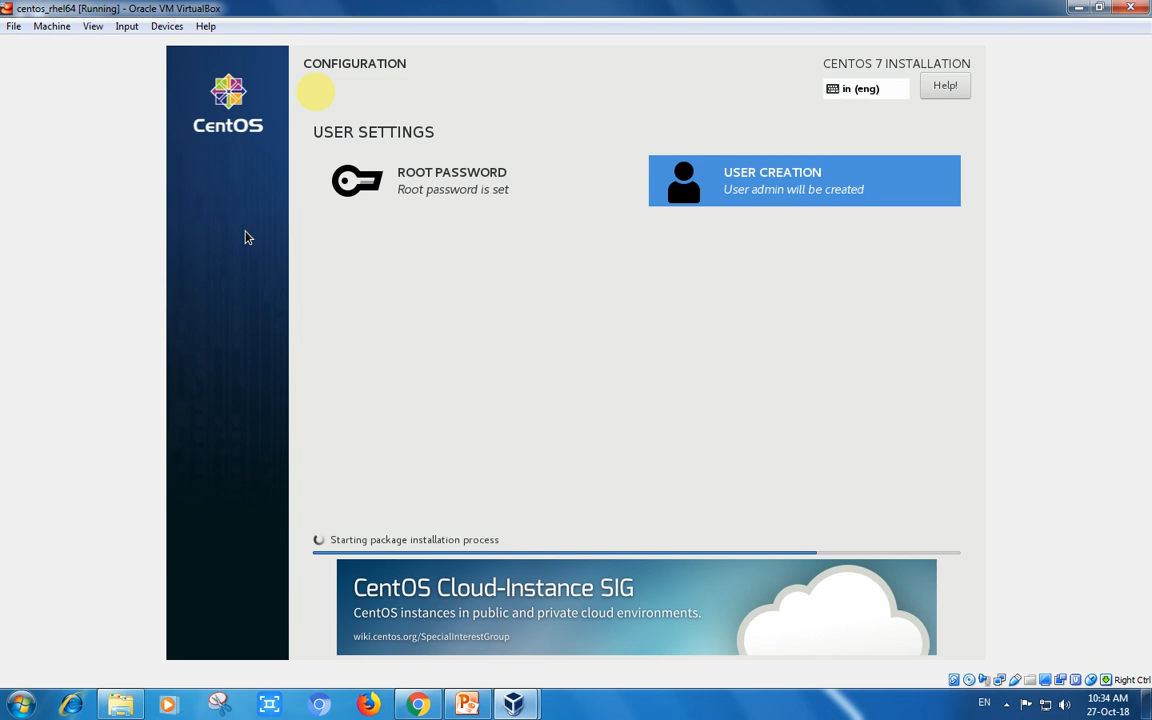 centos_rhel64 [Running] - Oracle VM VirtualBox
File Machine View Input Devices Help
CentOS
CONFIGURATION
CENTOS 7 INSTALLATION
in (eng)
Help!
USER SETTINGS
ROOT PASSWORD
Root password is set
USER CREATION
User admin will be created
Starting package installation process
CentOS Cloud-Instance SIG
CentOS instances in public and private cloud environments.
wiki.centos.org/SpecialInterestGroup
Right Ctrl
EN
10:34 AM
27-Oct-18